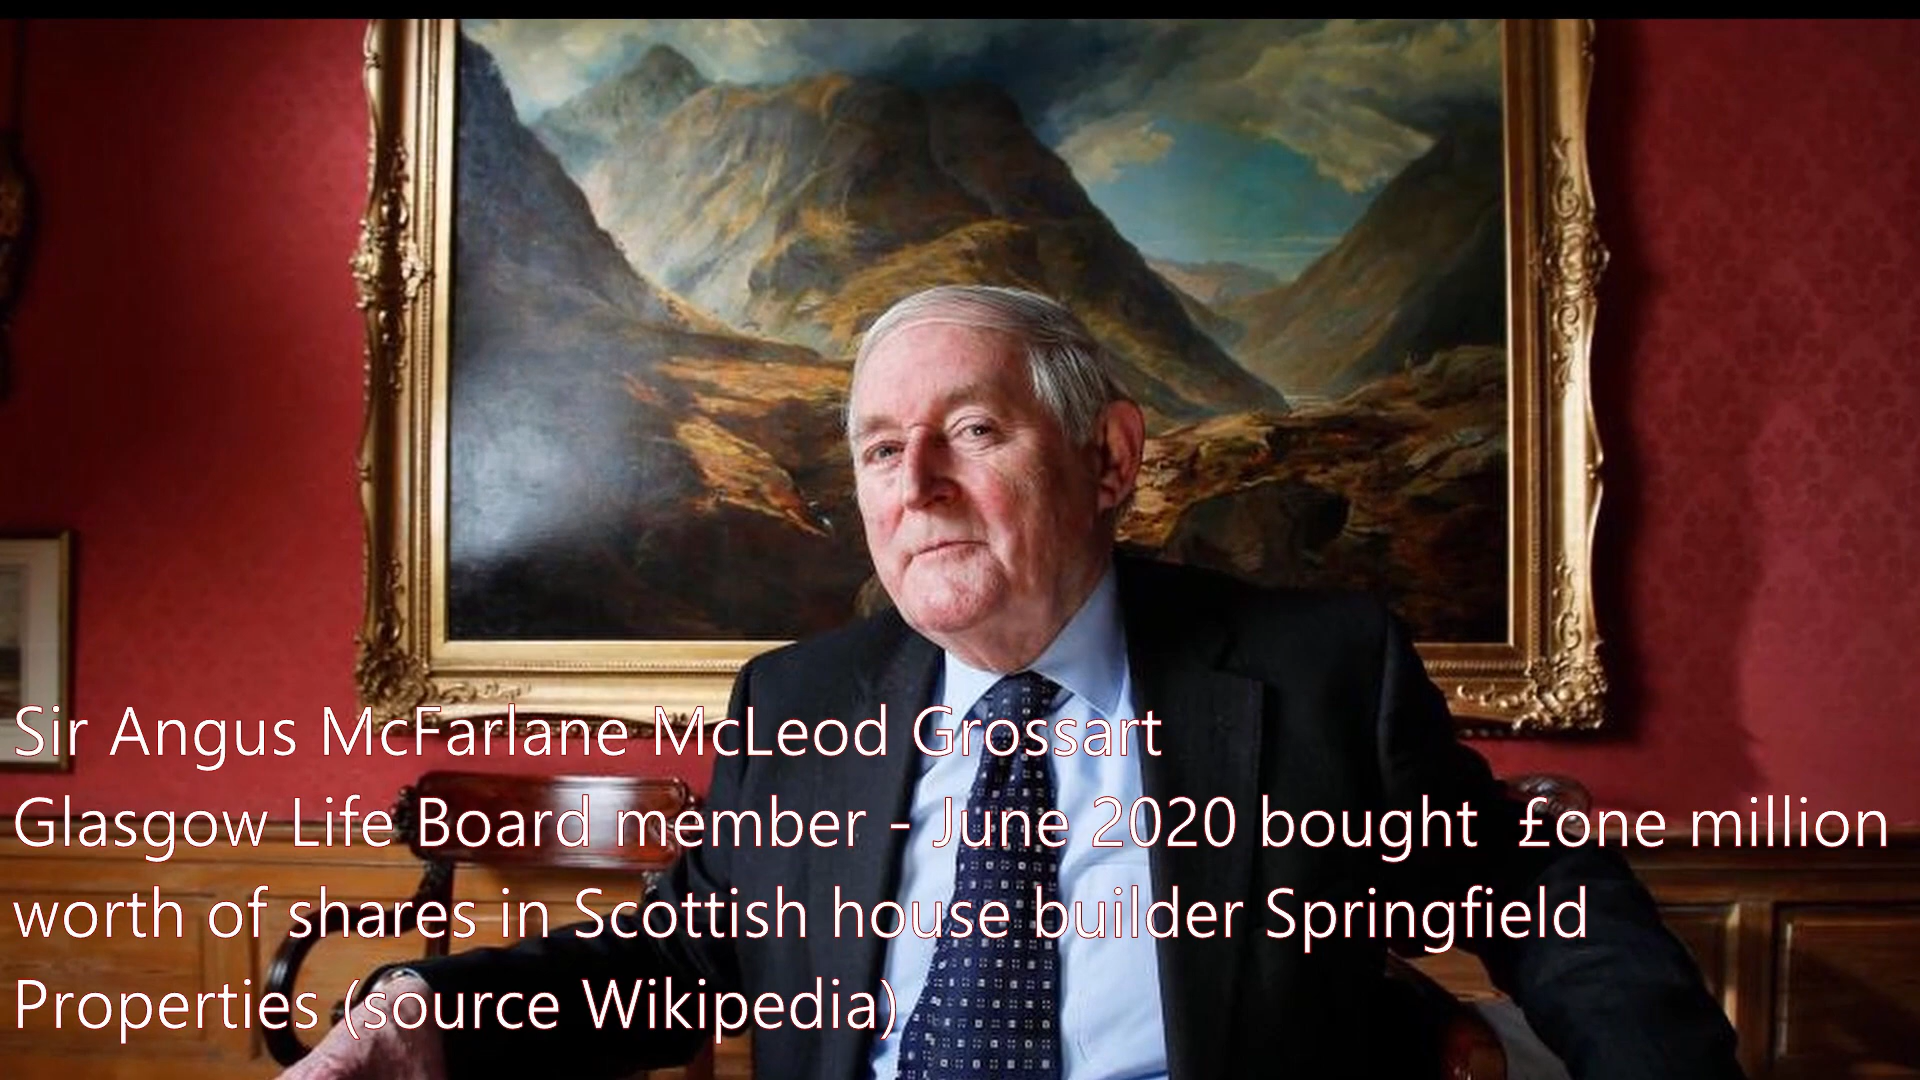 Sir Angus McFarlane McLeod Grossart
Glasgow Life Board member - June 2020 bought  £one million
worth of shares in Scottish house builder Springfield
Properties (source Wikipedia)